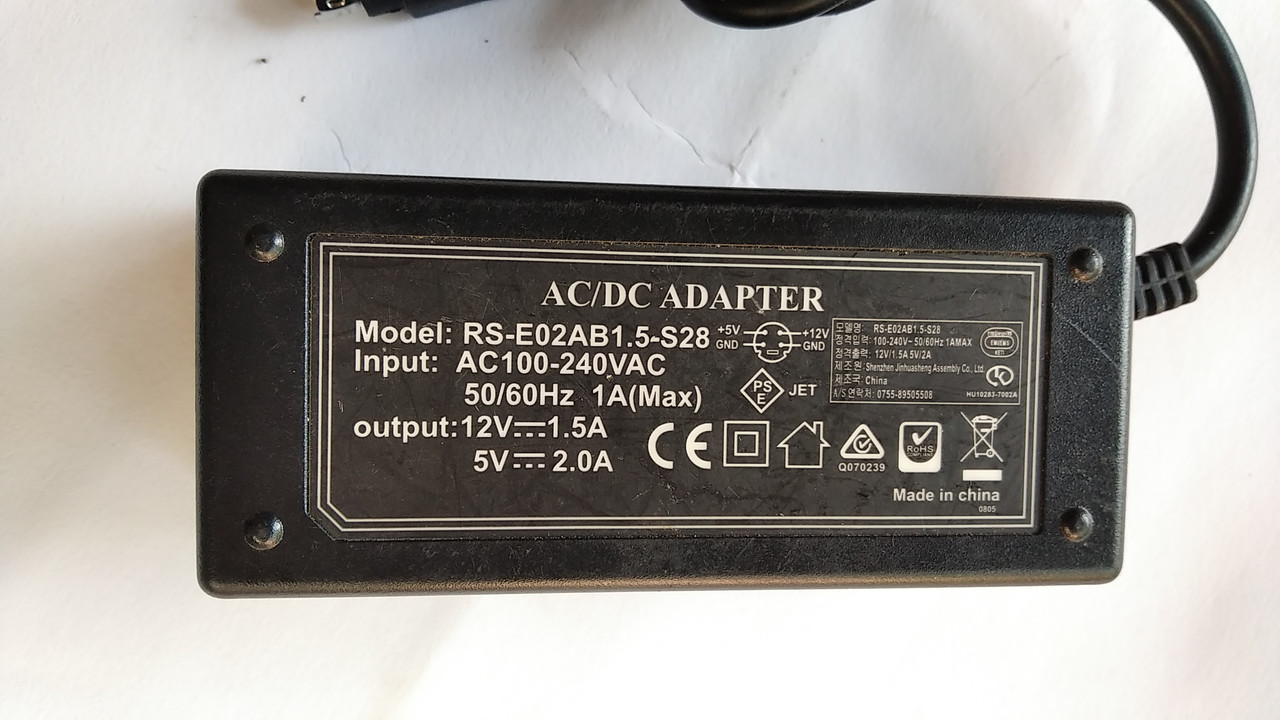 AC/DC ADAPTER
Model: RS-E02AB1.5-S28
Input: AC100-240VAC
50/60Hz 1A(Max)
output:12V⎓1.5A
5V⎓2.0A
+5V
GND
+12V
GND
PS
E
JET
모델명: RS-E02AB1.5-S28
정격입력: 100-240V~ 50/60Hz 1AMAX
정격출력: 12V/1.5A 5V/2A
제조원: Shenzhen Jinhuasheng Assembly Co., Ltd.
제조국: China
A/S연락처: 0755-89505508
KETI
HU10283-7002A
CE
Q070239
RoHS
COMPLIANT
Made in china
0805